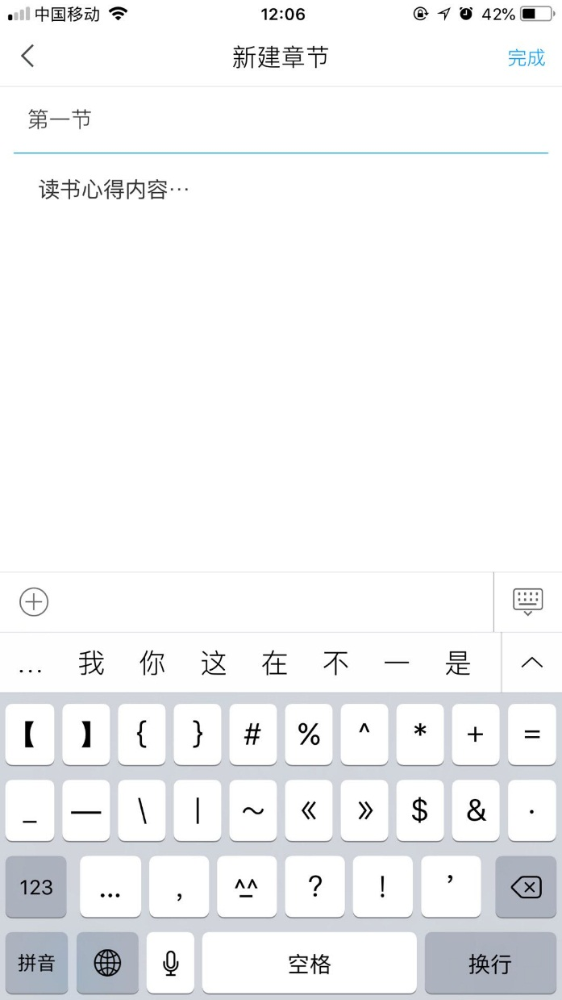 中国移动 12:06 42%
新建章节 完成
第一节
读书心得内容…
… 我 你 这 在 不 一 是
【 】 { } # % ^ * + =
_ — \ | ～ 《 》 $ & ·
123 … , ^_^ ? ! ’
拼音 空格 换行